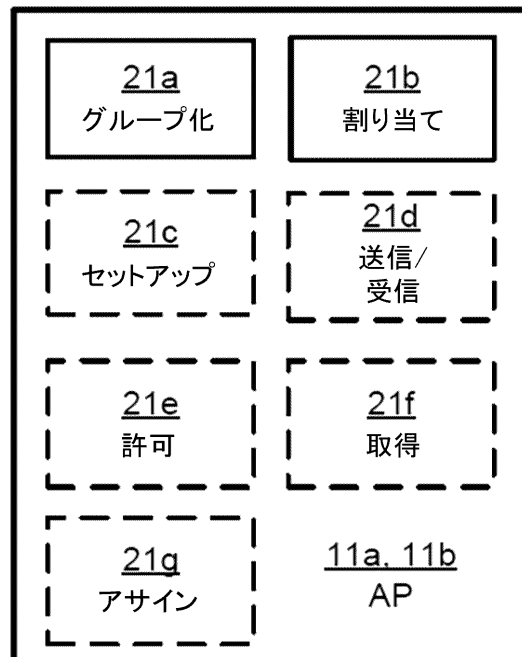 21a
グループ化
21b
割り当て
21c
セットアップ
21d
送信/
受信
21e
許可
21f
取得
21g
アサイン
11a, 11b
AP